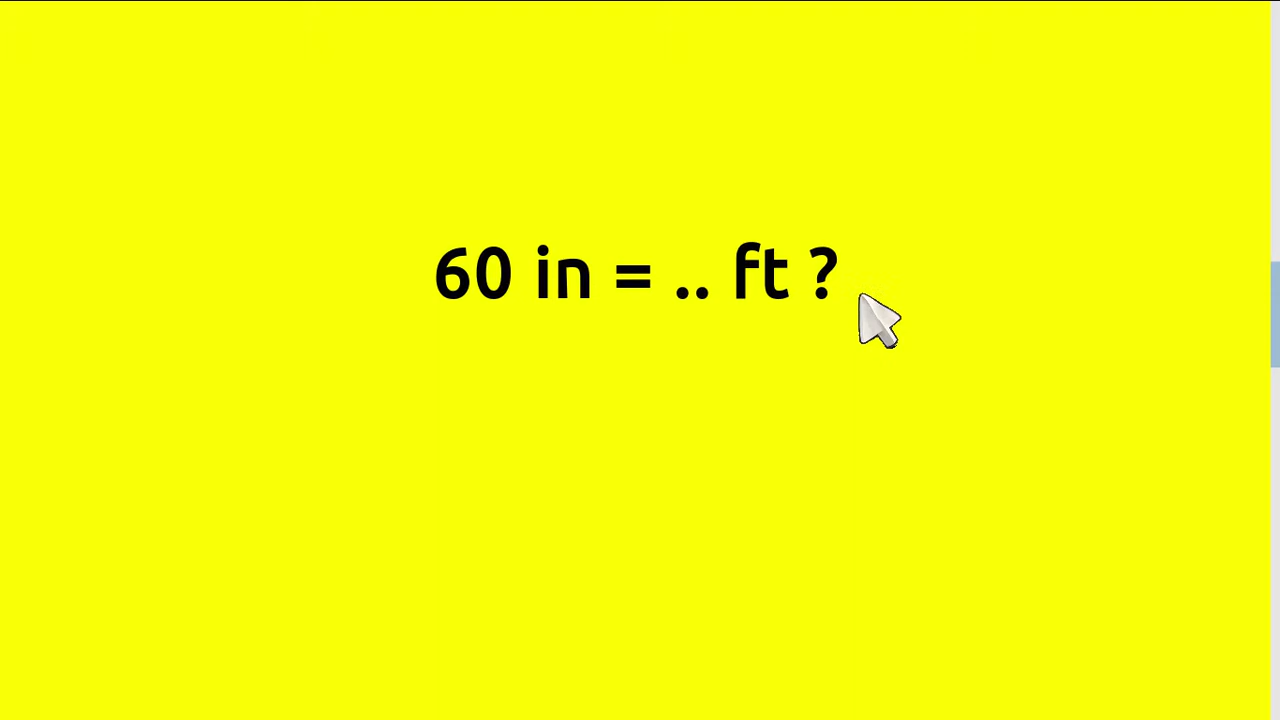 60 in = .. ft ?